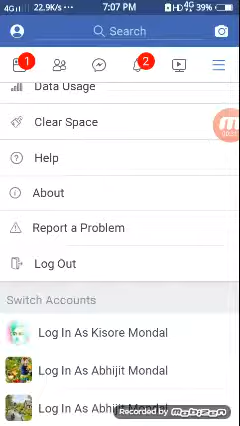 4G 22.9K/s ··· 7:07 PM HD 4G 39%
Search
1
2
Data Usage
Clear Space
Help
About
Report a Problem
Log Out
Switch Accounts
Log In As Kisore Mondal
Log In As Abhijit Mondal
Log In As Abhijit Mondal
Recorded by Mobizen